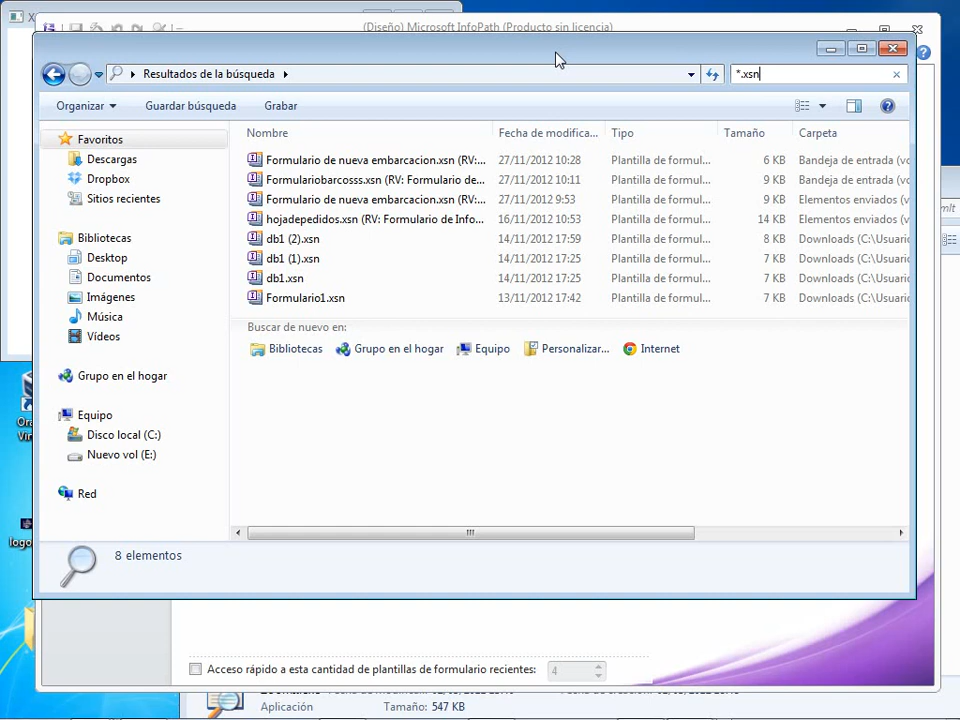 (Diseño) Microsoft InfoPath (Producto sin licencia)
Resultados de la búsqueda
*.xsn
Organizar
Guardar búsqueda
Grabar
Favoritos
Descargas
Dropbox
Sitios recientes
Bibliotecas
Desktop
Documentos
Imágenes
Música
Vídeos
Grupo en el hogar
Equipo
Disco local (C:)
Nuevo vol (E:)
Red
Nombre Fecha de modifica... Tipo Tamaño Carpeta
Formulario de nueva embarcacion.xsn (RV:... 27/11/2012 10:28 Plantilla de formul... 6 KB Bandeja de entrada (vo
Formulariobarcosss.xsn (RV: Formulario de... 27/11/2012 10:11 Plantilla de formul... 9 KB Bandeja de entrada (vo
Formulario de nueva embarcacion.xsn (RV:... 27/11/2012 9:53 Plantilla de formul... 9 KB Elementos enviados (v
hojadepedidos.xsn (RV: Formulario de Info... 16/11/2012 10:53 Plantilla de formul... 14 KB Elementos enviados (v
db1 (2).xsn 14/11/2012 17:59 Plantilla de formul... 8 KB Downloads (C:\Usuario
db1 (1).xsn 14/11/2012 17:25 Plantilla de formul... 7 KB Downloads (C:\Usuario
db1.xsn 14/11/2012 17:25 Plantilla de formul... 7 KB Downloads (C:\Usuario
Formulario1.xsn 13/11/2012 17:42 Plantilla de formul... 7 KB Downloads (C:\Usuario
Buscar de nuevo en:
Bibliotecas Grupo en el hogar Equipo Personalizar... Internet
8 elementos
Acceso rápido a esta cantidad de plantillas de formulario recientes: 4
Aplicación Tamaño: 547 KB